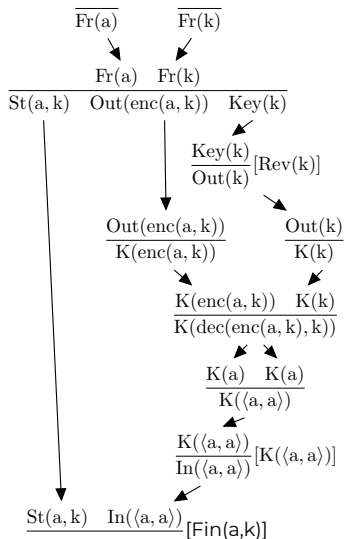 Fr(a) Fr(k)
Fr(a) Fr(k)
St(a, k) Out(enc(a, k)) Key(k)
Key(k)
[Rev(k)]
Out(k)
Out(enc(a, k)) Out(k)
K(enc(a, k)) K(k)
K(enc(a, k)) K(k)
K(dec(enc(a, k), k))
K(a) K(a)
K(⟨a, a⟩)
K(⟨a, a⟩)
[K(⟨a, a⟩)]
In(⟨a, a⟩)
St(a, k) In(⟨a, a⟩) [Fin(a,k)]